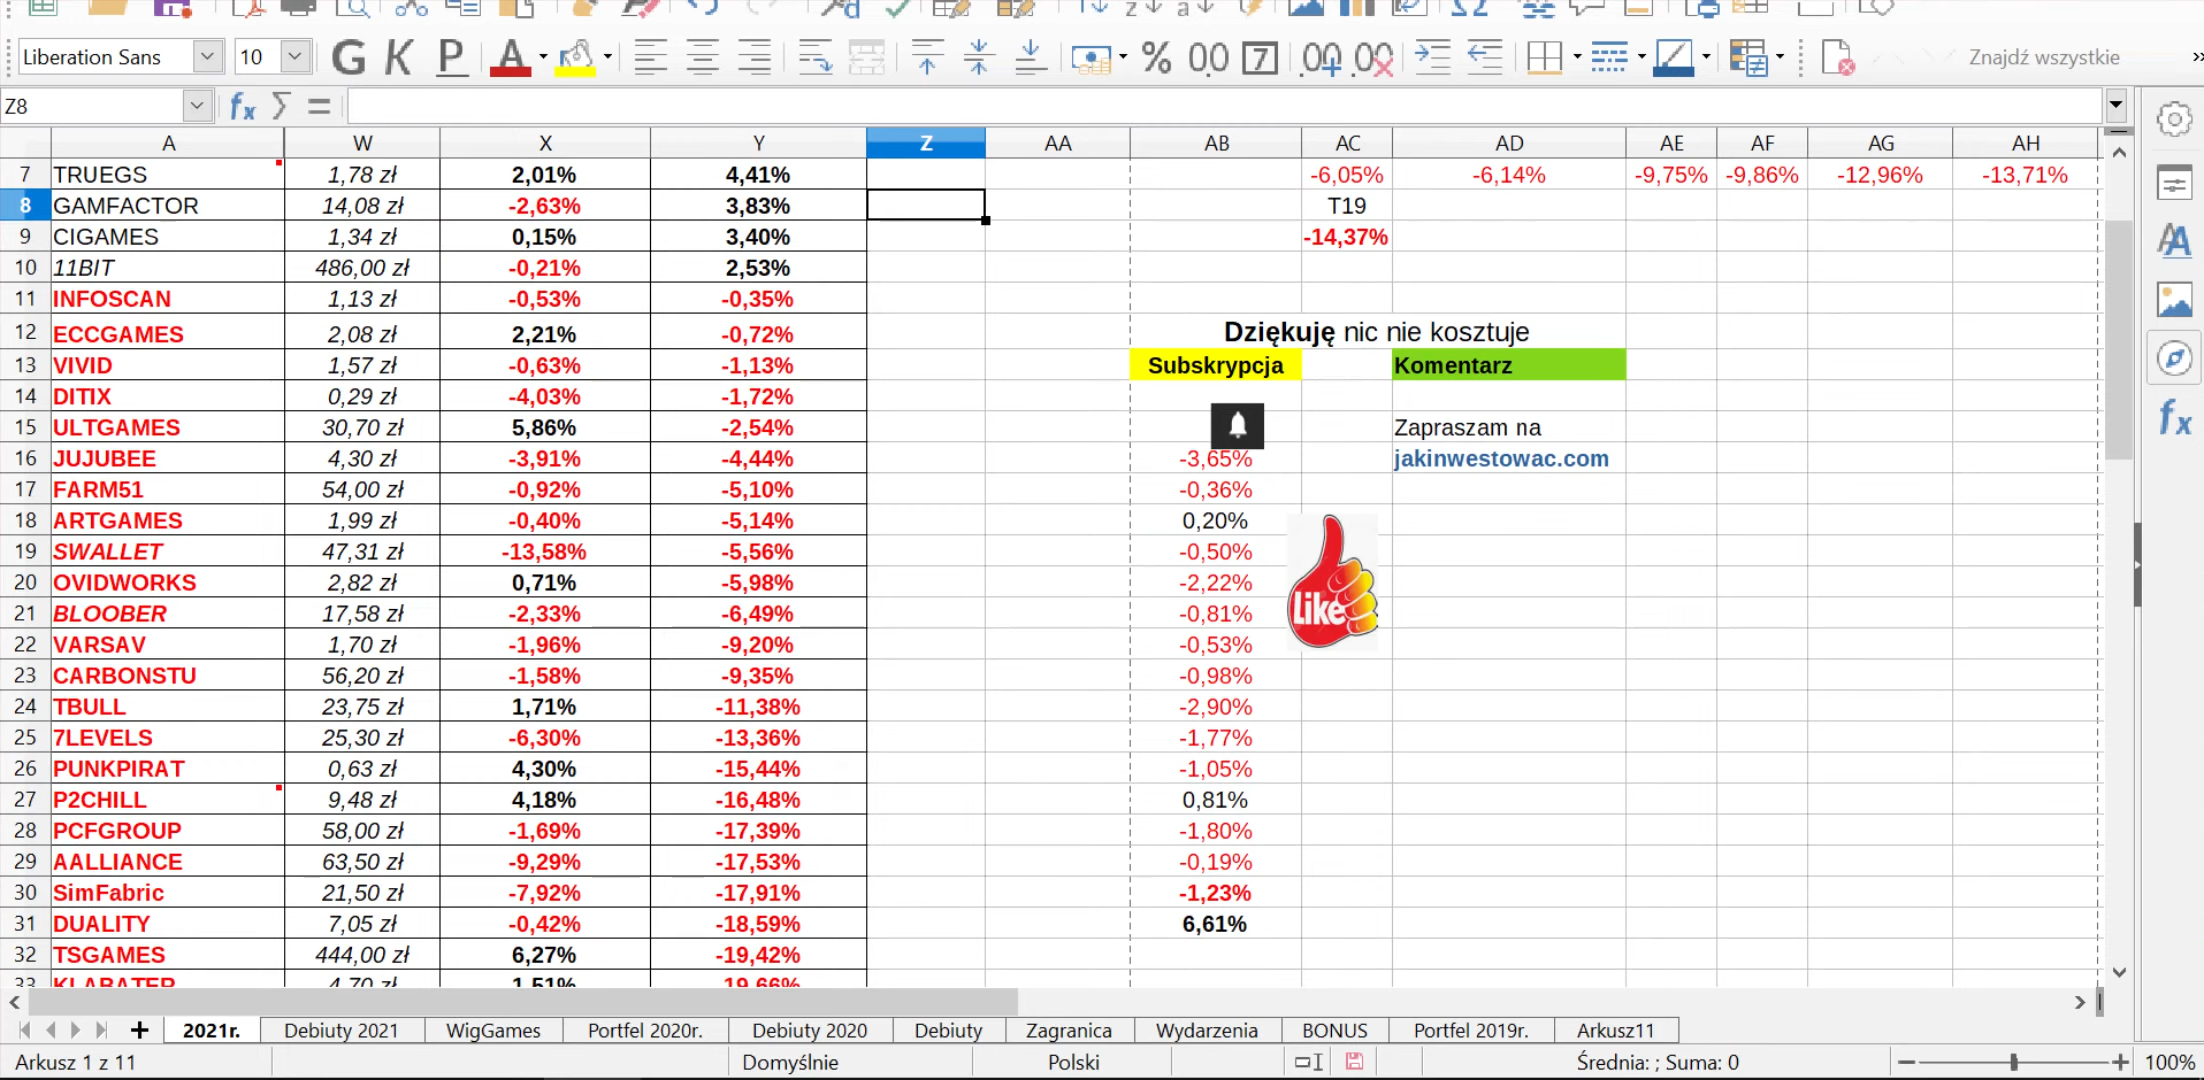 Liberation Sans 10 G K P A % 0,0 7 ,00 0,0 Znajdź wszystkie
Z8 fx Σ =
A W X Y Z AA AB AC AD AE AF AG AH
7 TRUEGS 1,78 zł 2,01% 4,41% -6,05% -6,14% -9,75% -9,86% -12,96% -13,71%
8 GAMFACTOR 14,08 zł -2,63% 3,83% T19
9 CIGAMES 1,34 zł 0,15% 3,40% -14,37%
10 11BIT 486,00 zł -0,21% 2,53%
11 INFOSCAN 1,13 zł -0,53% -0,35%
12 ECCGAMES 2,08 zł 2,21% -0,72% Dziękuję nic nie kosztuje
13 VIVID 1,57 zł -0,63% -1,13% Subskrypcja Komentarz
14 DITIX 0,29 zł -4,03% -1,72%
15 ULTGAMES 30,70 zł 5,86% -2,54% Zapraszam na
16 JUJUBEE 4,30 zł -3,91% -4,44% -3,65% jakinwestowac.com
17 FARM51 54,00 zł -0,92% -5,10% -0,36%
18 ARTGAMES 1,99 zł -0,40% -5,14% 0,20%
19 SWALLET 47,31 zł -13,58% -5,56% -0,50%
20 OVIDWORKS 2,82 zł 0,71% -5,98% -2,22%
21 BLOOBER 17,58 zł -2,33% -6,49% -0,81% Like
22 VARSAV 1,70 zł -1,96% -9,20% -0,53%
23 CARBONSTU 56,20 zł -1,58% -9,35% -0,98%
24 TBULL 23,75 zł 1,71% -11,38% -2,90%
25 7LEVELS 25,30 zł -6,30% -13,36% -1,77%
26 PUNKPIRAT 0,63 zł 4,30% -15,44% -1,05%
27 P2CHILL 9,48 zł 4,18% -16,48% 0,81%
28 PCFGROUP 58,00 zł -1,69% -17,39% -1,80%
29 AALLIANCE 63,50 zł -9,29% -17,53% -0,19%
30 SimFabric 21,50 zł -7,92% -17,91% -1,23%
31 DUALITY 7,05 zł -0,42% -18,59% 6,61%
32 TSGAMES 444,00 zł 6,27% -19,42%
33 KLABATER 4,70 zł 1,51% -19,66%
2021r. Debiuty 2021 WigGames Portfel 2020r. Debiuty 2020 Debiuty Zagranica Wydarzenia BONUS Portfel 2019r. Arkusz11
Arkusz 1 z 11 Domyślnie Polski Średnia: ; Suma: 0 100%